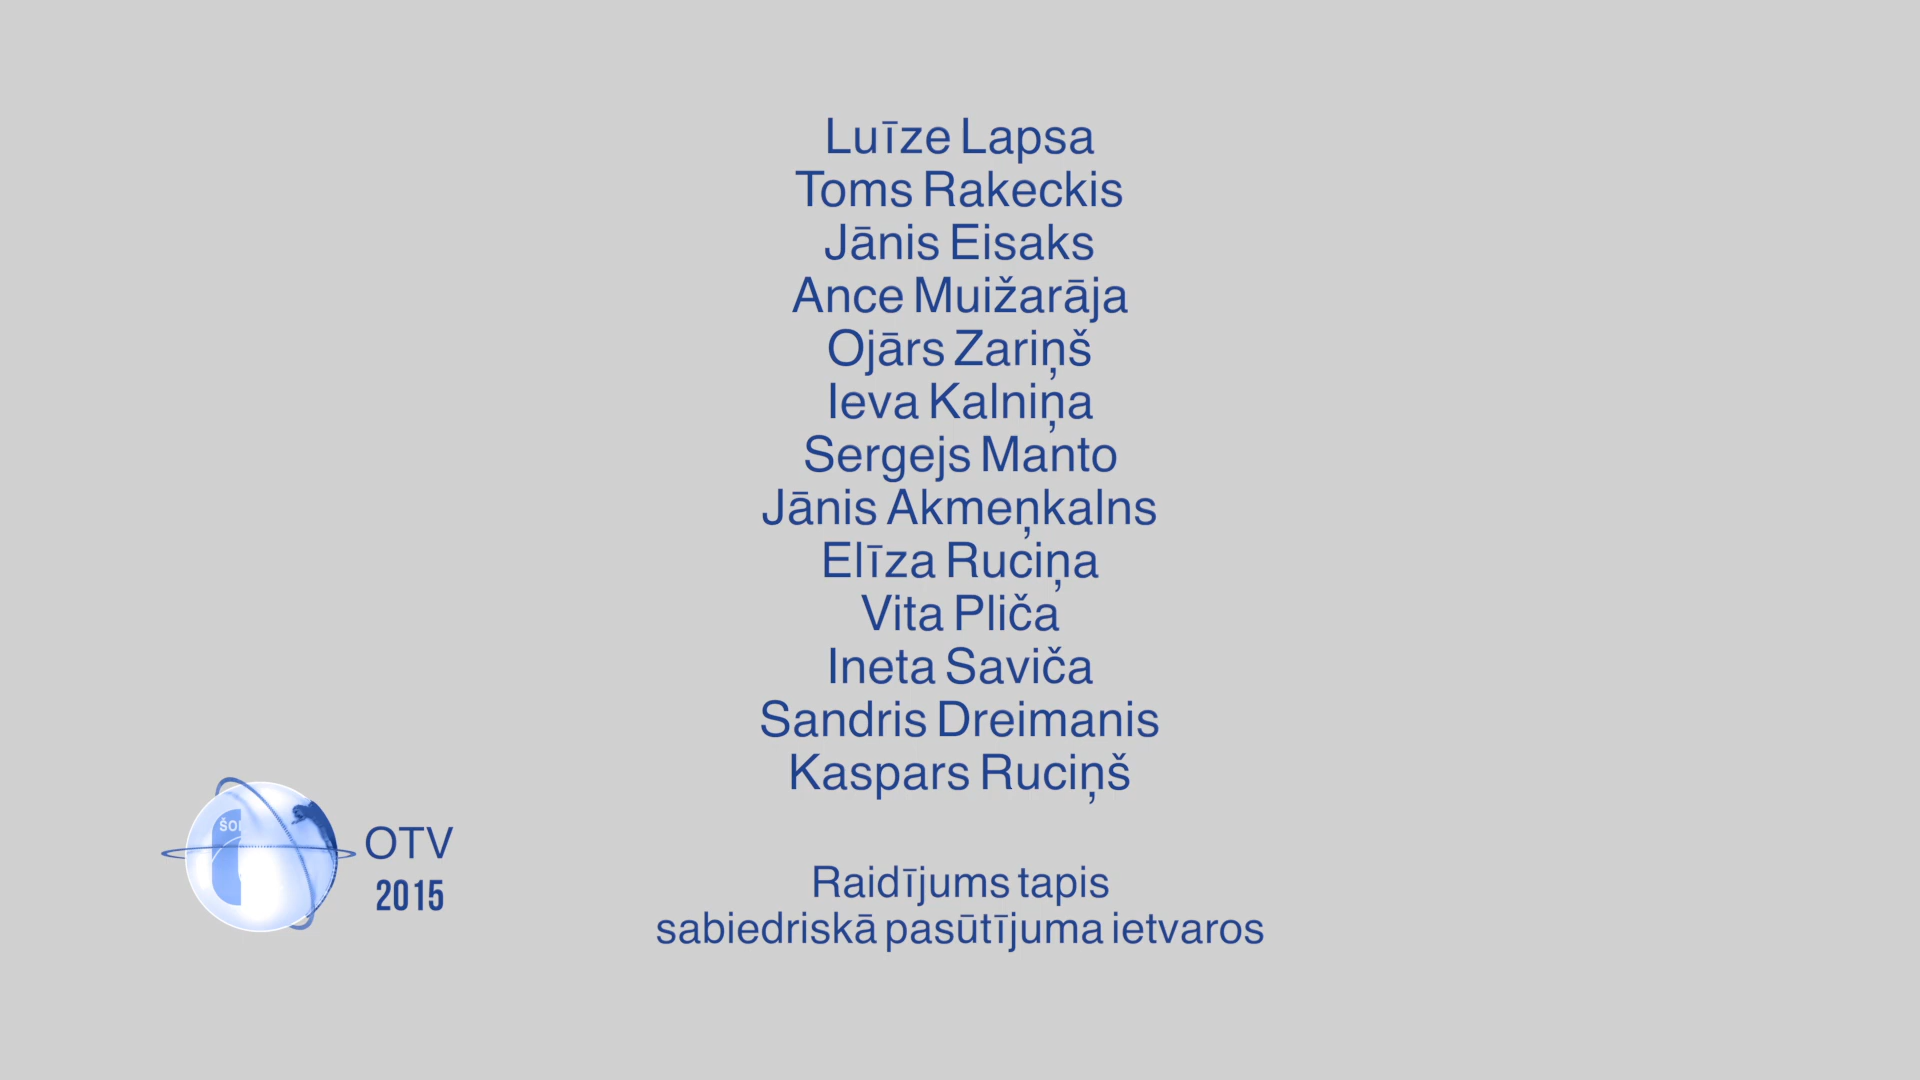 Luīze Lapsa
Toms Rakeckis
Jānis Eisaks
Ance Muižarāja
Ojārs Zariņš
Ieva Kalniņa
Sergejs Manto
Jānis Akmeņkalns
Elīza Ruciņa
Vita Pliča
Ineta Saviča
Sandris Dreimanis
Kaspars Ruciņš
OTV
2015
Raidījums tapis
sabiedriskā pasūtījuma ietvaros